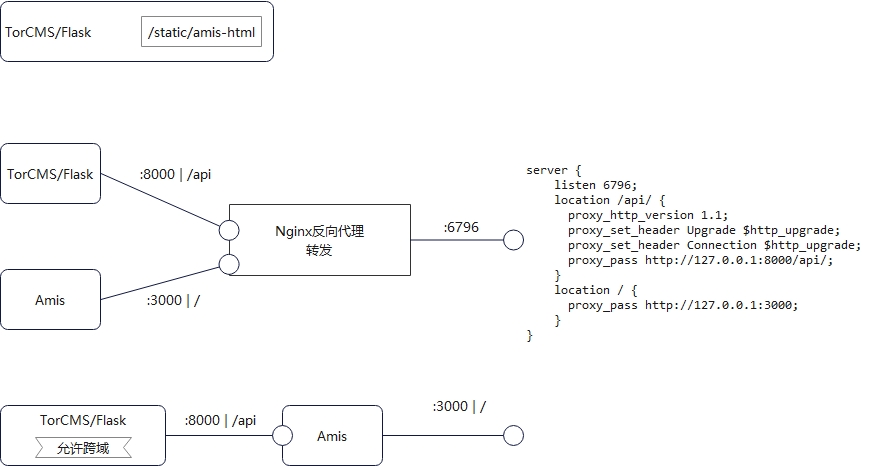 TorCMS/Flask
/static/amis-html
TorCMS/Flask
:8000 | /api
Nginx反向代理
转发
:6796
Amis
:3000 | /
server {
    listen 6796;
    location /api/ {
      proxy_http_version 1.1;
      proxy_set_header Upgrade $http_upgrade;
      proxy_set_header Connection $http_upgrade;
      proxy_pass http://127.0.0.1:8000/api/;
    }
    location / {
      proxy_pass http://127.0.0.1:3000;
    }
}
TorCMS/Flask
允许跨域
:8000 | /api
Amis
:3000 | /